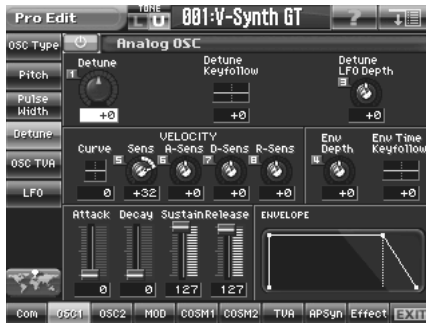 Pro Edit TONE L U 001:V-Synth GT ?
OSC Type Analog OSC
Pitch
Pulse Width
Detune
OSC TVA
LFO
Detune Detune Keyfollow Detune LFO Depth
1 3
+0 +0 +0
VELOCITY
Curve Sens A-Sens D-Sens R-Sens Env Depth Env Time Keyfollow
5 6 7 8 4
0 +32 +0 +0 +0 +0 +0
Attack Decay Sustain Release ENVELOPE
0 0 127 127
Com OSC1 OSC2 MOD COSM1 COSM2 TVA APSyn Effect EXIT